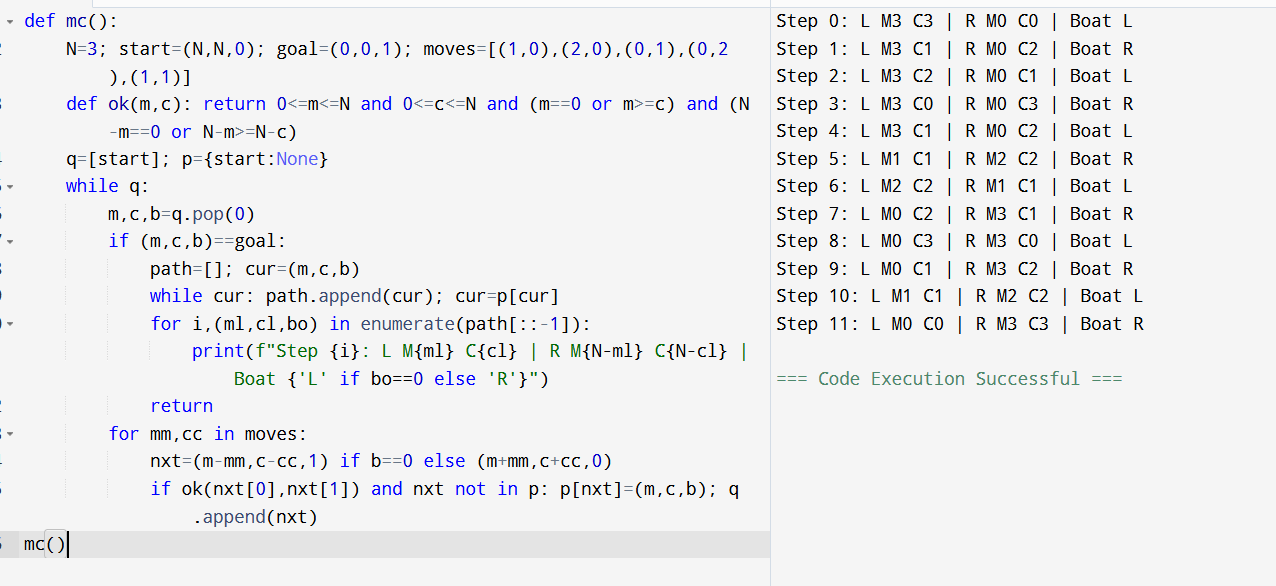 def mc():
N=3; start=(N,N,0); goal=(0,0,1); moves=[(1,0),(2,0),(0,1),(0,2
),(1,1)]
def ok(m,c): return 0<=m<=N and 0<=c<=N and (m==0 or m>=c) and (N
-m==0 or N-m>=N-c)
q=[start]; p={start:None}
while q:
m,c,b=q.pop(0)
if (m,c,b)==goal:
path=[]; cur=(m,c,b)
while cur: path.append(cur); cur=p[cur]
for i,(ml,cl,bo) in enumerate(path[::-1]):
print(f"Step {i}: L M{ml} C{cl} | R M{N-ml} C{N-cl} |
Boat {'L' if bo==0 else 'R'}")
return
for mm,cc in moves:
nxt=(m-mm,c-cc,1) if b==0 else (m+mm,c+cc,0)
if ok(nxt[0],nxt[1]) and nxt not in p: p[nxt]=(m,c,b); q
.append(nxt)
mc()
Step 0: L M3 C3 | R M0 C0 | Boat L
Step 1: L M3 C1 | R M0 C2 | Boat R
Step 2: L M3 C2 | R M0 C1 | Boat L
Step 3: L M3 C0 | R M0 C3 | Boat R
Step 4: L M3 C1 | R M0 C2 | Boat L
Step 5: L M1 C1 | R M2 C2 | Boat R
Step 6: L M2 C2 | R M1 C1 | Boat L
Step 7: L M0 C2 | R M3 C1 | Boat R
Step 8: L M0 C3 | R M3 C0 | Boat L
Step 9: L M0 C1 | R M3 C2 | Boat R
Step 10: L M1 C1 | R M2 C2 | Boat L
Step 11: L M0 C0 | R M3 C3 | Boat R
=== Code Execution Successful ===